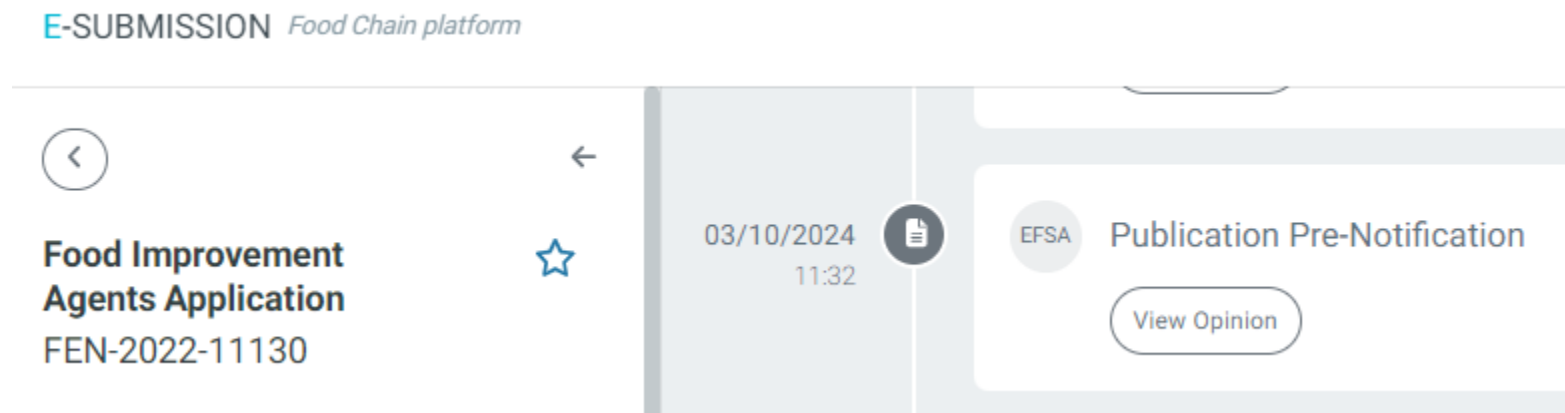 E-SUBMISSION Food Chain platform
Food Improvement
Agents Application
FEN-2022-11130
03/10/2024
11:32
EFSA
Publication Pre-Notification
View Opinion